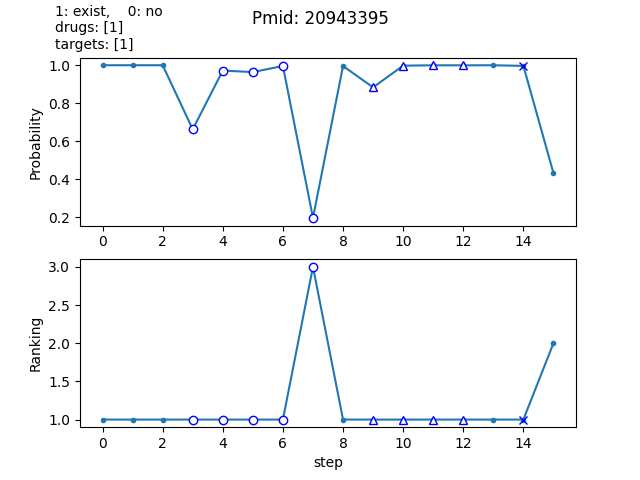 1: exist,    0: no
drugs: [1]
targets: [1]
Pmid: 20943395
Probability
1.0
0.8
0.6
0.4
0.2
0 2 4 6 8 10 12 14
Ranking
3.0
2.5
2.0
1.5
1.0
0 2 4 6 8 10 12 14
step